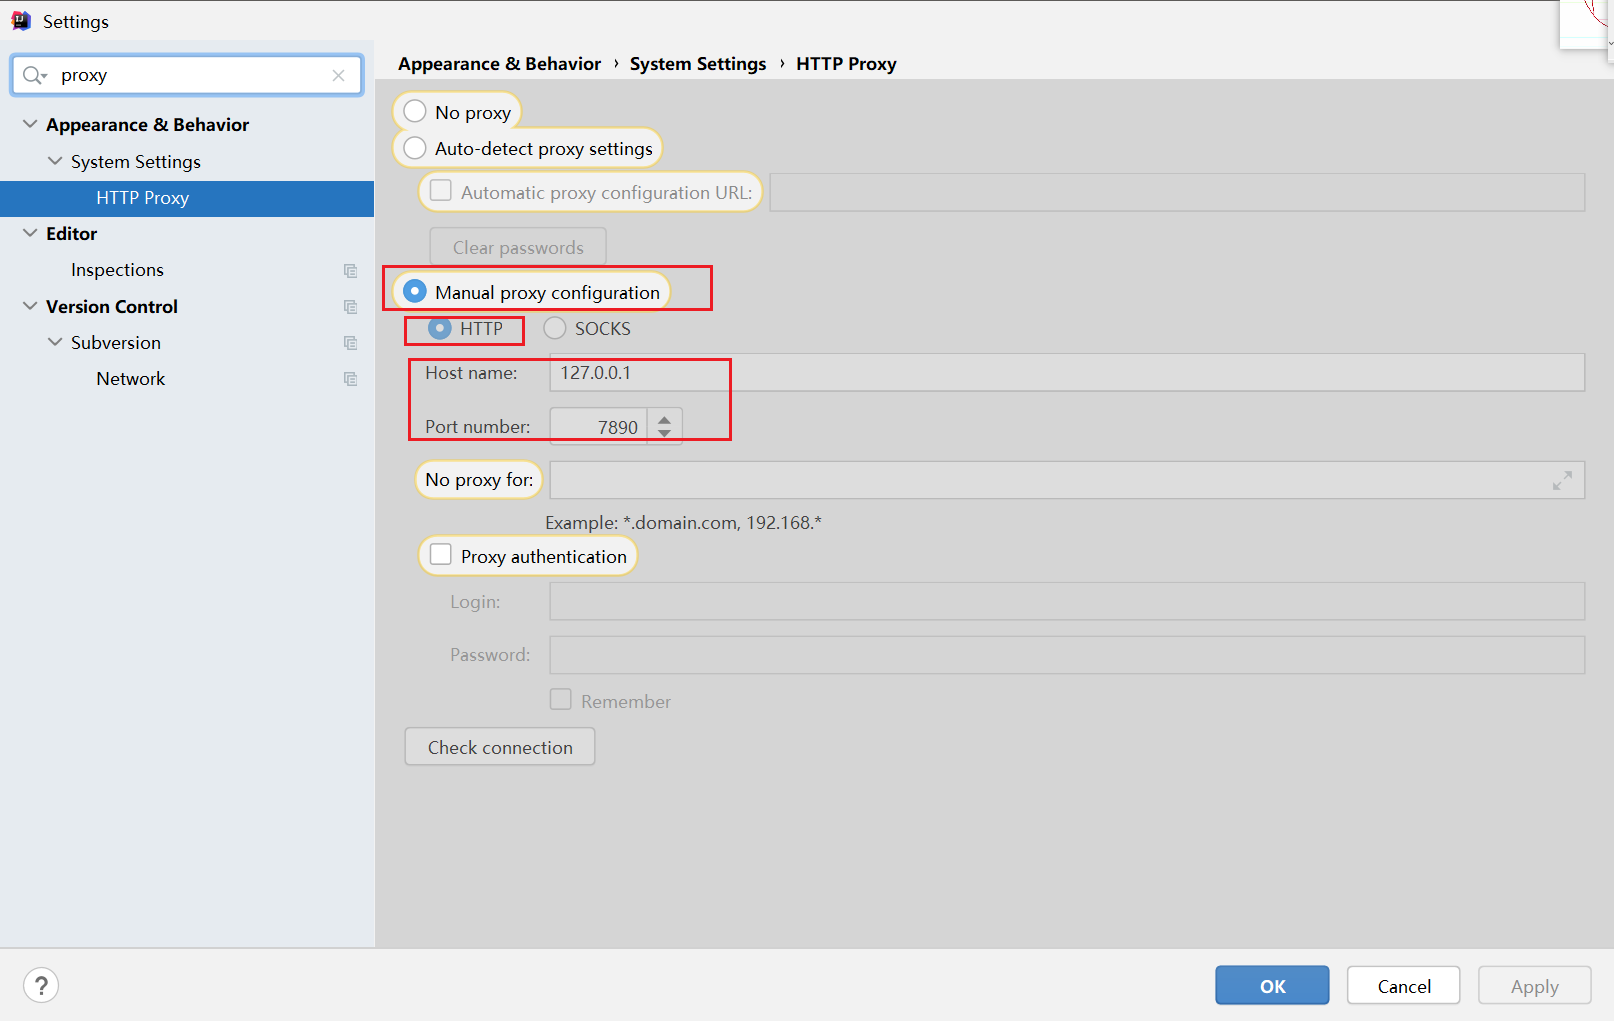 Settings
proxy
Appearance & Behavior
System Settings
HTTP Proxy
Editor
Inspections
Version Control
Subversion
Network
Appearance & Behavior › System Settings › HTTP Proxy
No proxy
Auto-detect proxy settings
Automatic proxy configuration URL:
Clear passwords
Manual proxy configuration
HTTP SOCKS
Host name: 127.0.0.1
Port number: 7890
No proxy for:
Example: *.domain.com, 192.168.*
Proxy authentication
Login:
Password:
Remember
Check connection
? OK Cancel Apply